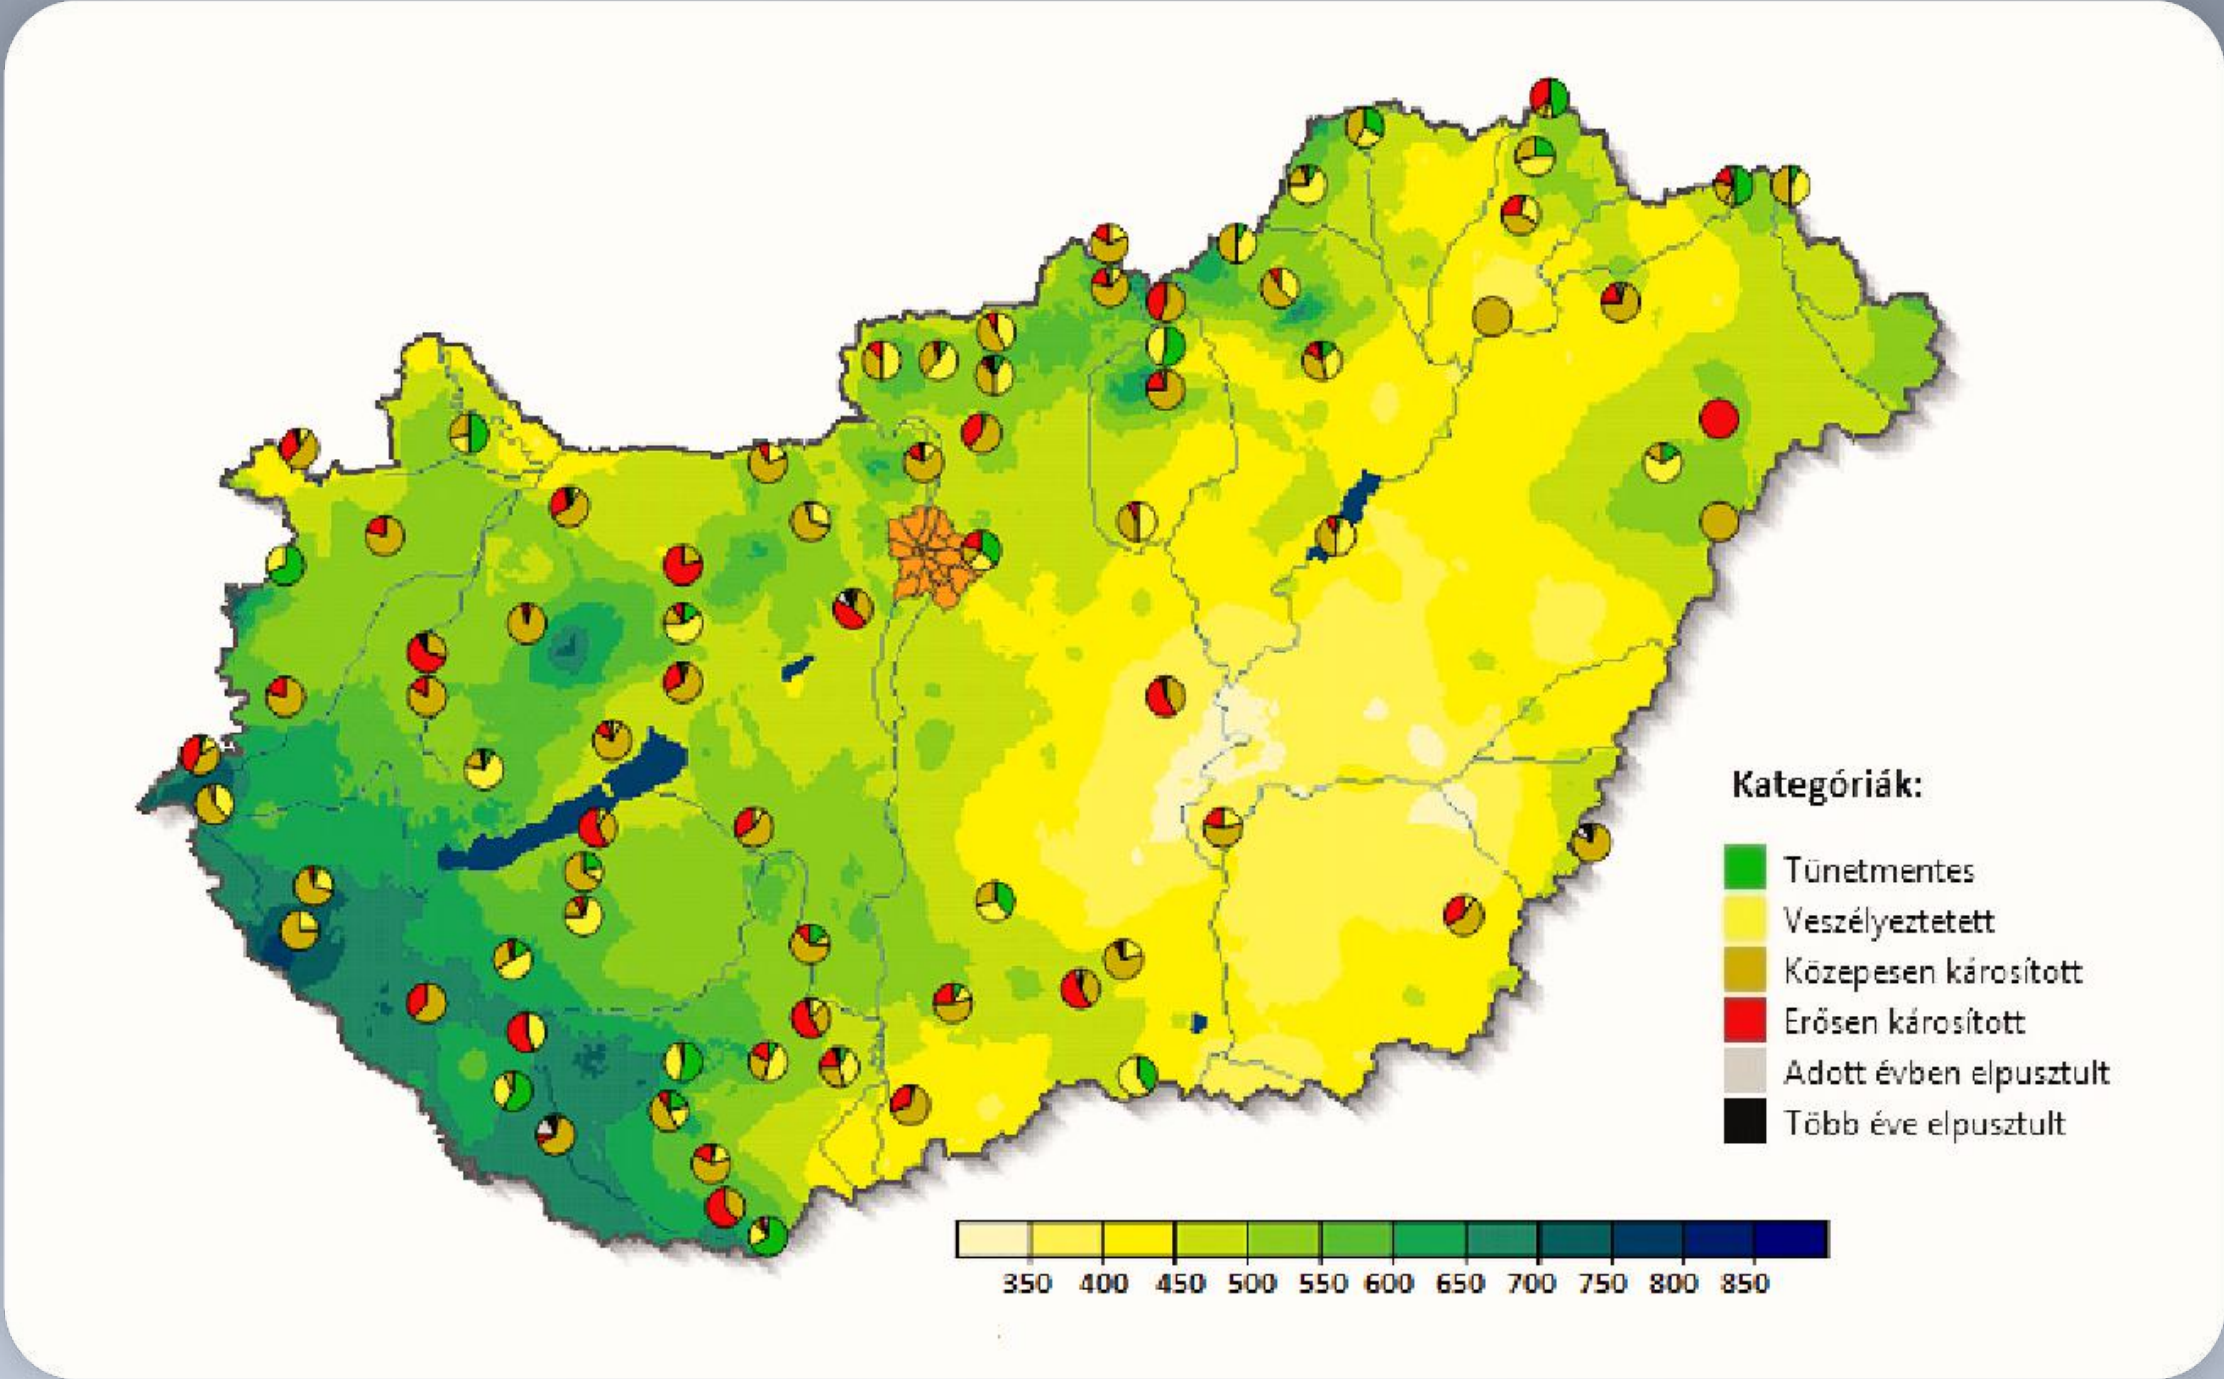 Kategóriák:
Tünetmentes
Veszélyeztetett
Közepesen károsított
Erősen károsított
Adott évben elpusztult
Több éve elpusztult
350 400 450 500 550 600 650 700 750 800 850